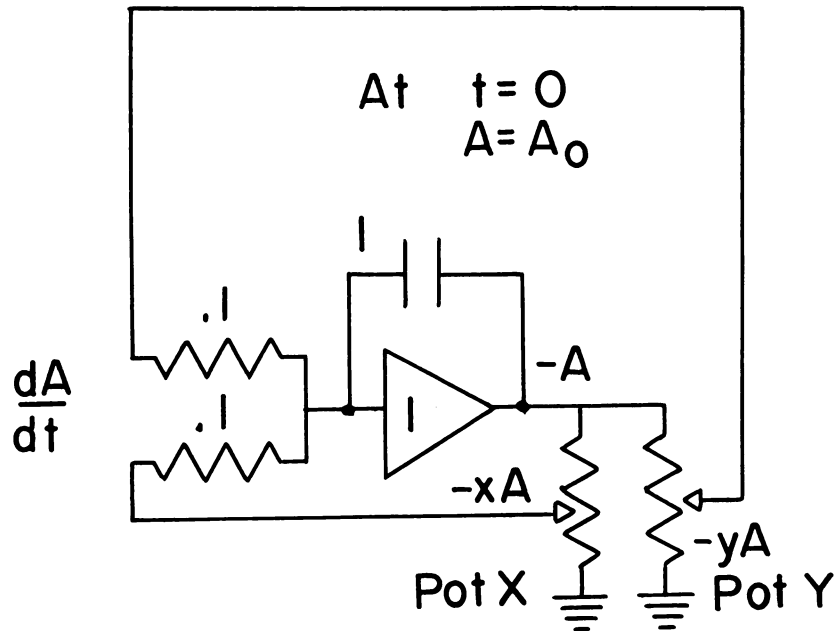 At t = 0
A = A₀
1
.1
-A
dA
dt
.1
1
-xA
-yA
Pot X
Pot Y